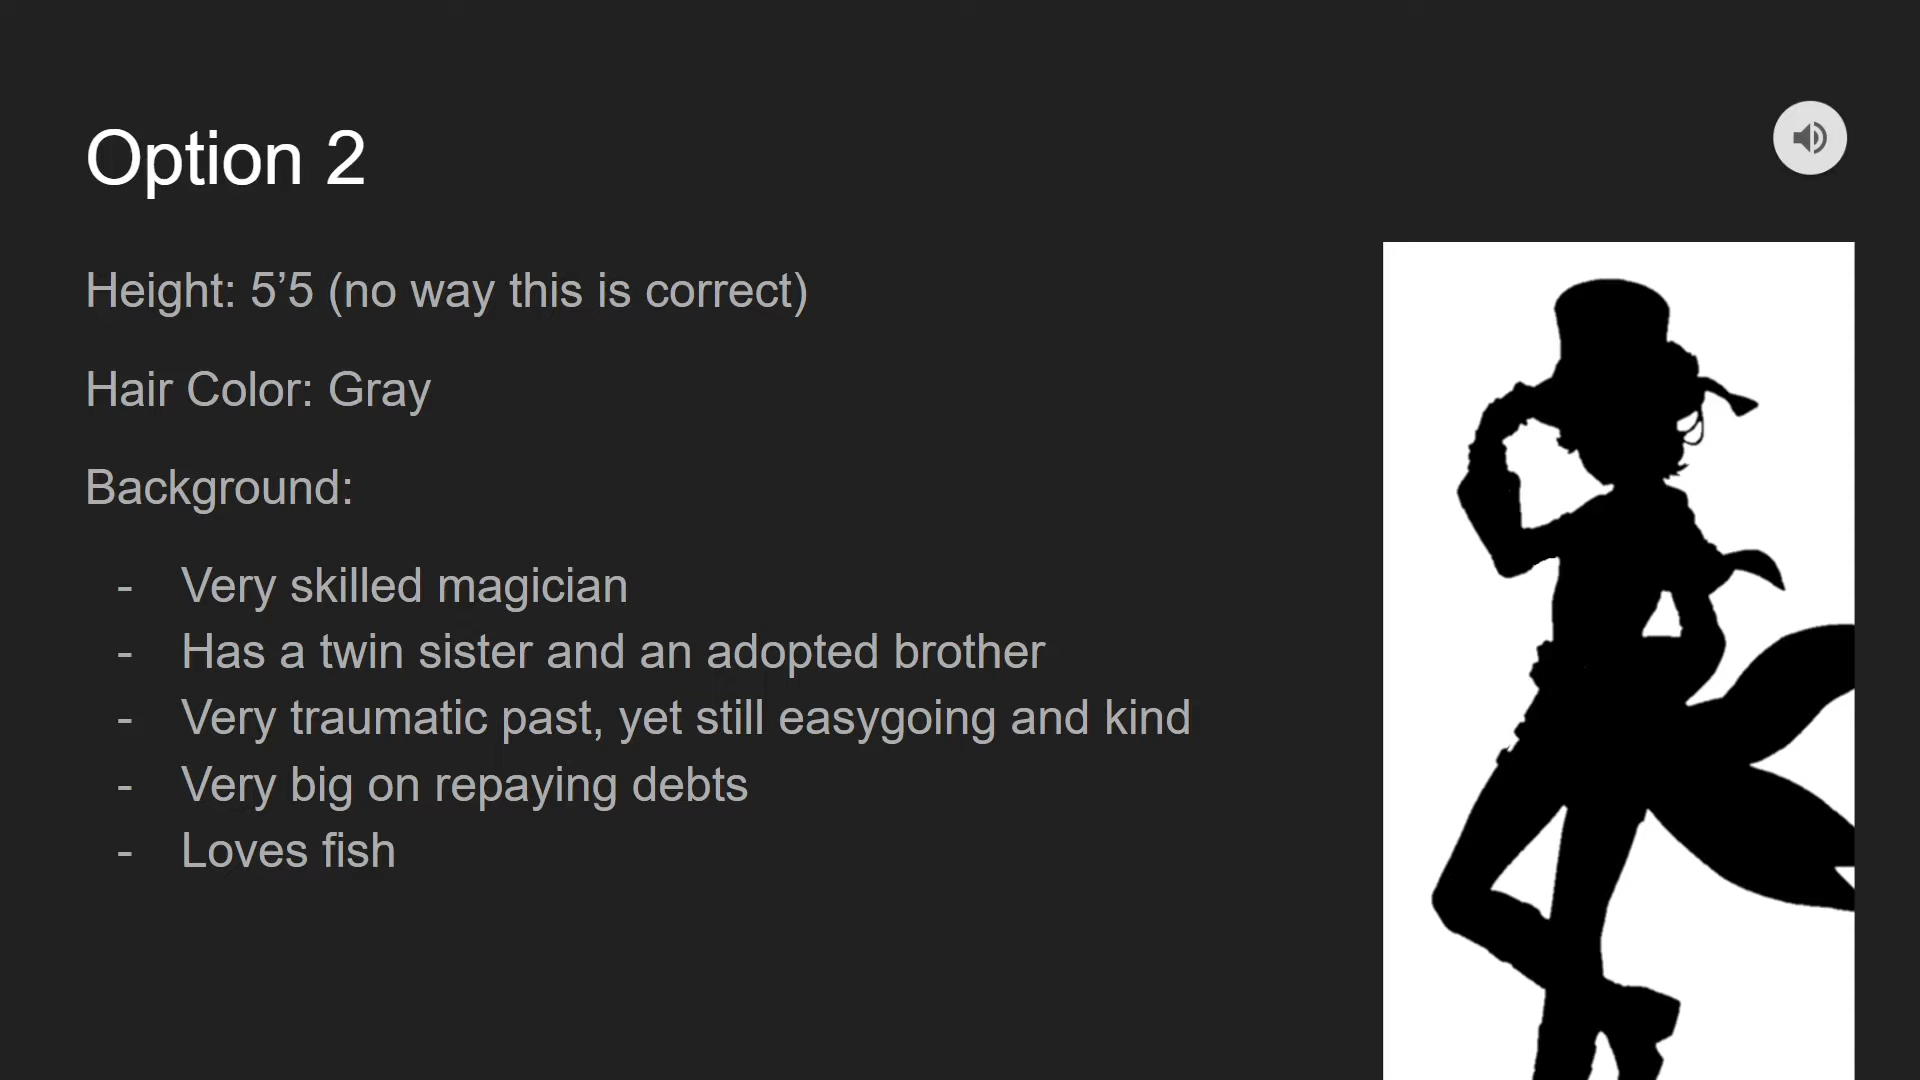 Option 2
Height: 5’5 (no way this is correct)
Hair Color: Gray
Background:
- Very skilled magician
- Has a twin sister and an adopted brother
- Very traumatic past, yet still easygoing and kind
- Very big on repaying debts
- Loves fish